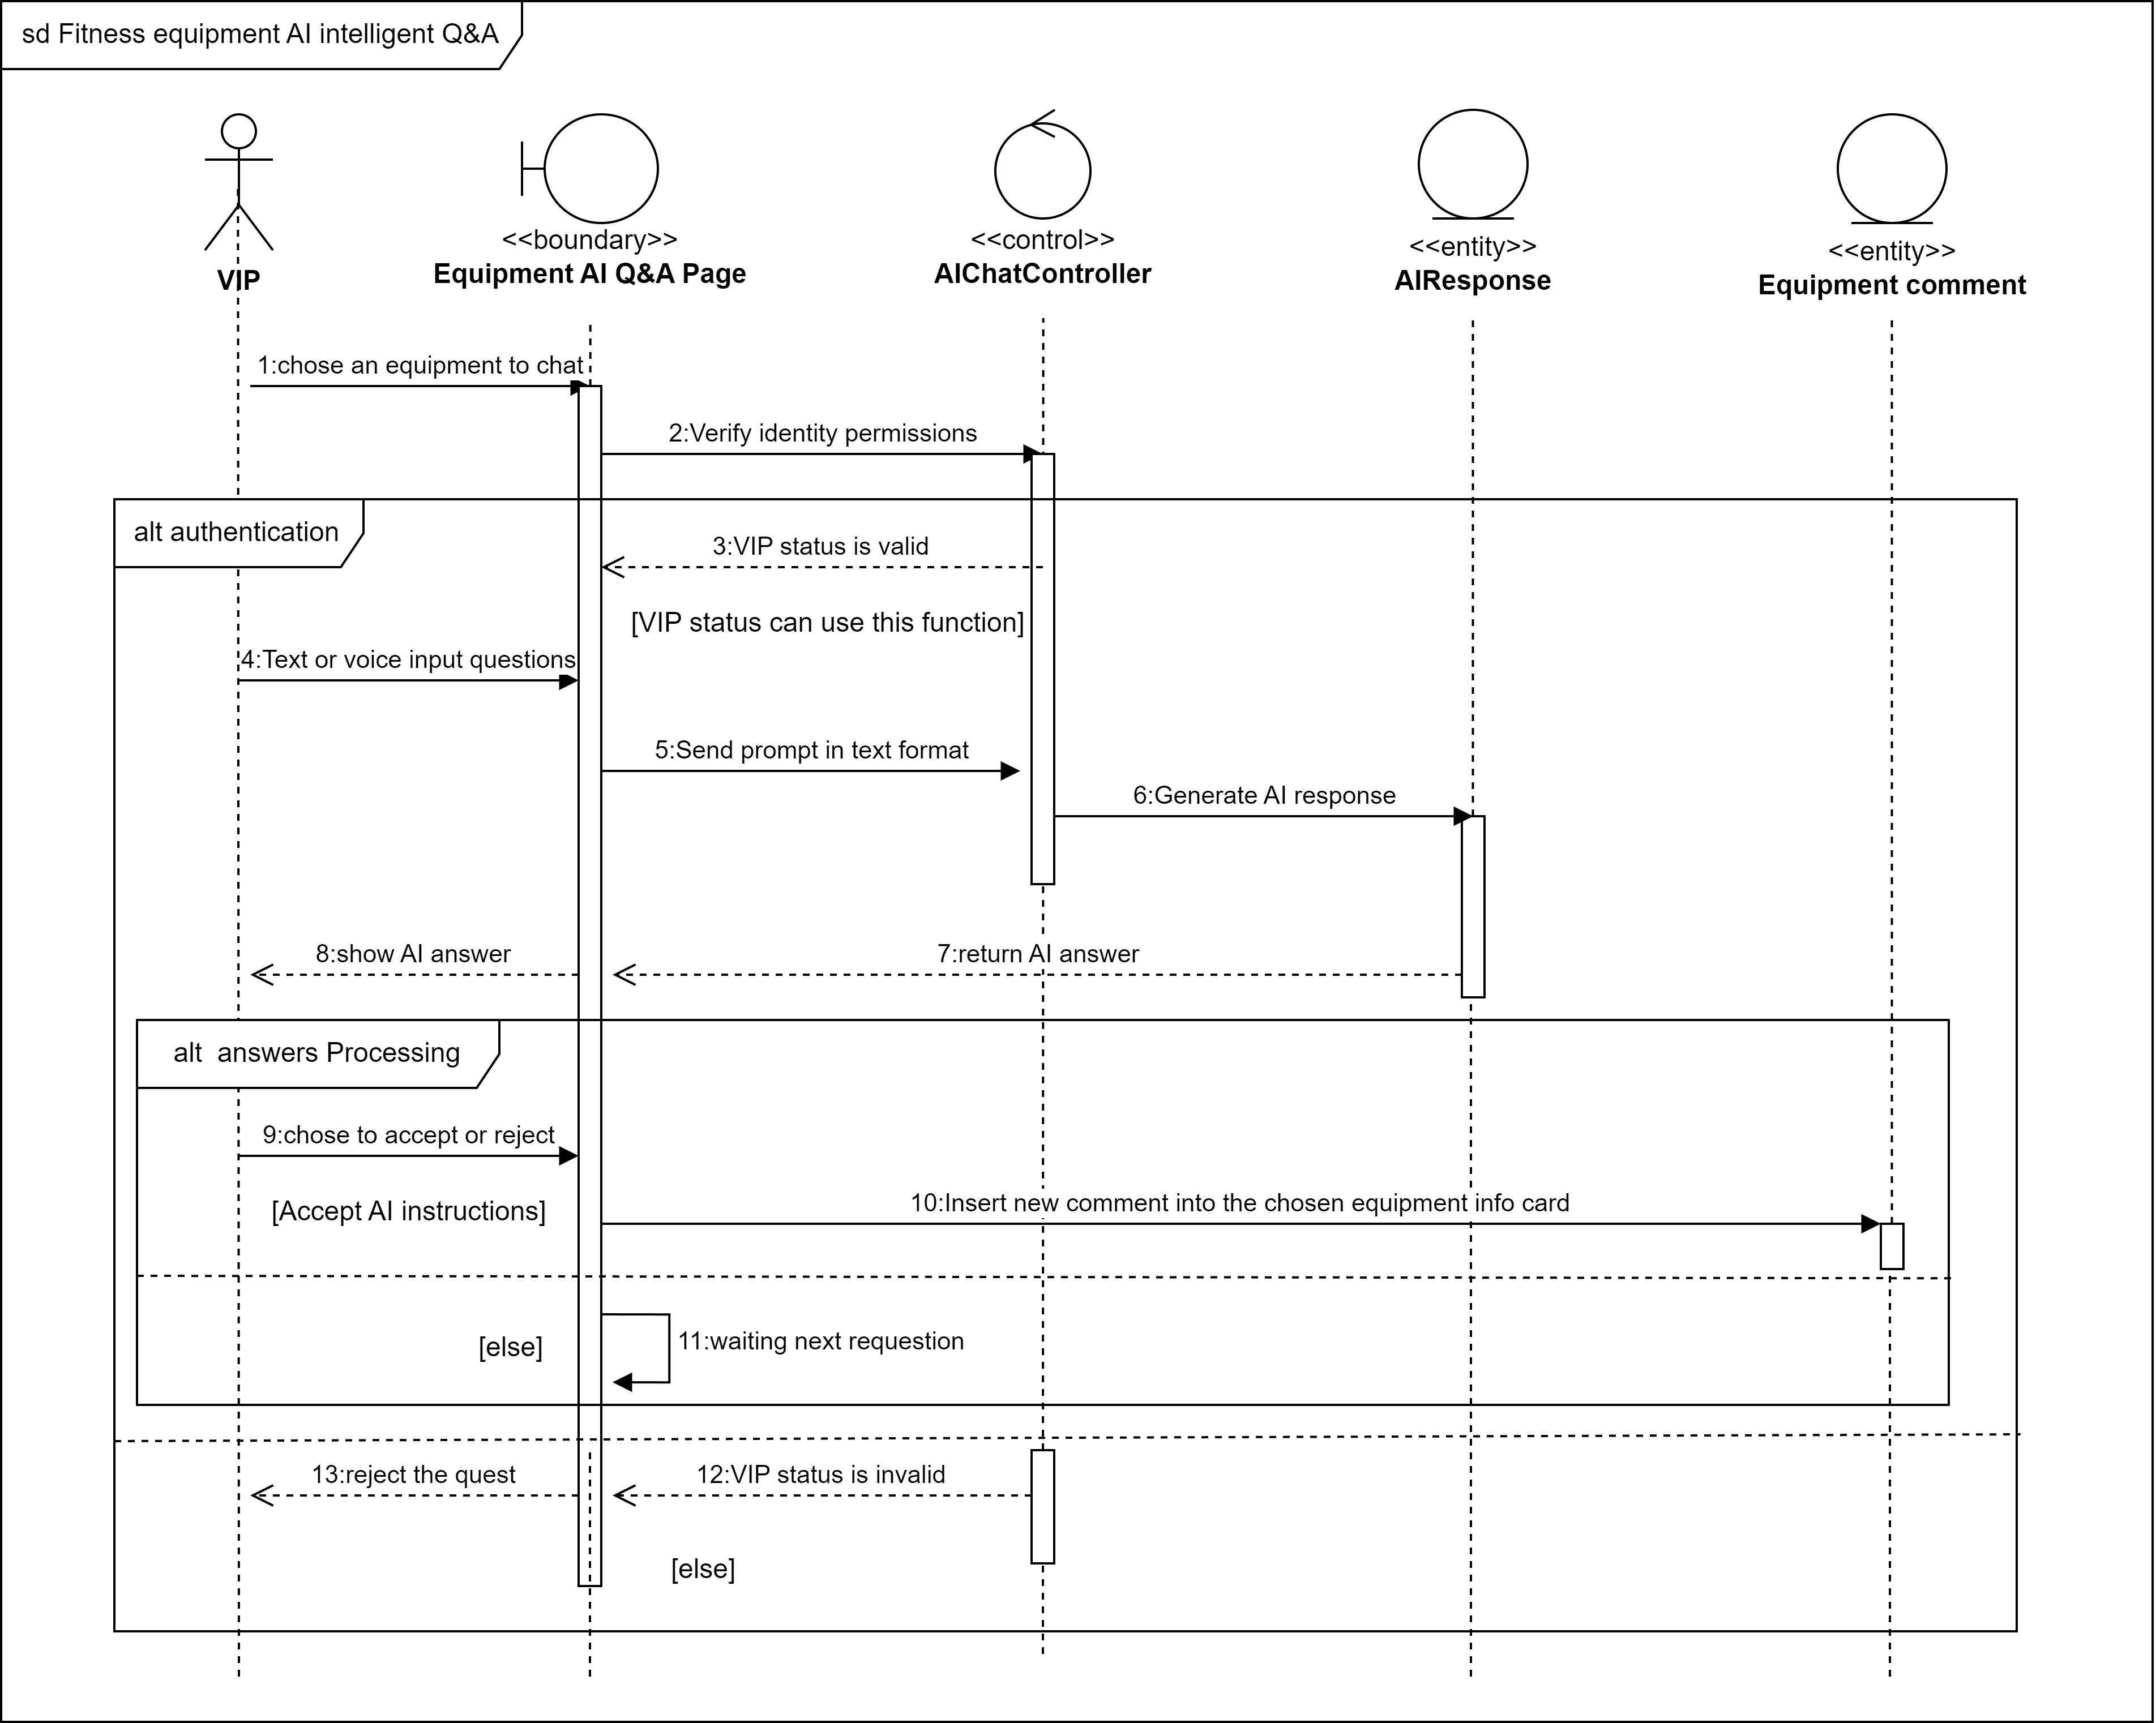 sd Fitness equipment AI intelligent Q&A
VIP
<<boundary>>
Equipment AI Q&A Page
<<control>>
AIChatController
<<entity>>
AIResponse
<<entity>>
Equipment comment
1:chose an equipment to chat
2:Verify identity permissions
alt authentication
3:VIP status is valid
[VIP status can use this function]
4:Text or voice input questions
5:Send prompt in text format
6:Generate AI response
8:show AI answer
7:return AI answer
alt  answers Processing
9:chose to accept or reject
[Accept AI instructions]
10:Insert new comment into the chosen equipment info card
[else]
11:waiting next requestion
13:reject the quest
12:VIP status is invalid
[else]